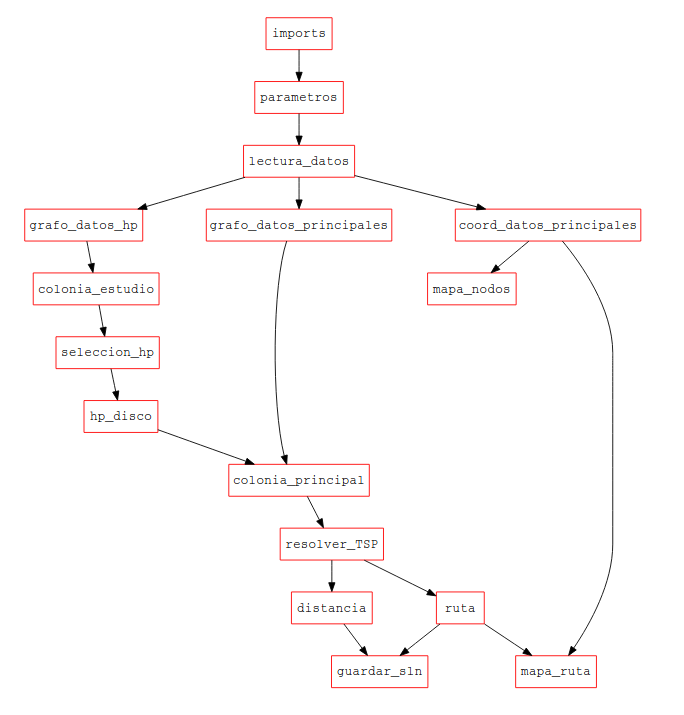 imports
parametros
lectura_datos
grafo_datos_hp
grafo_datos_principales
coord_datos_principales
colonia_estudio
mapa_nodos
seleccion_hp
hp_disco
colonia_principal
resolver_TSP
distancia
ruta
guardar_sln
mapa_ruta